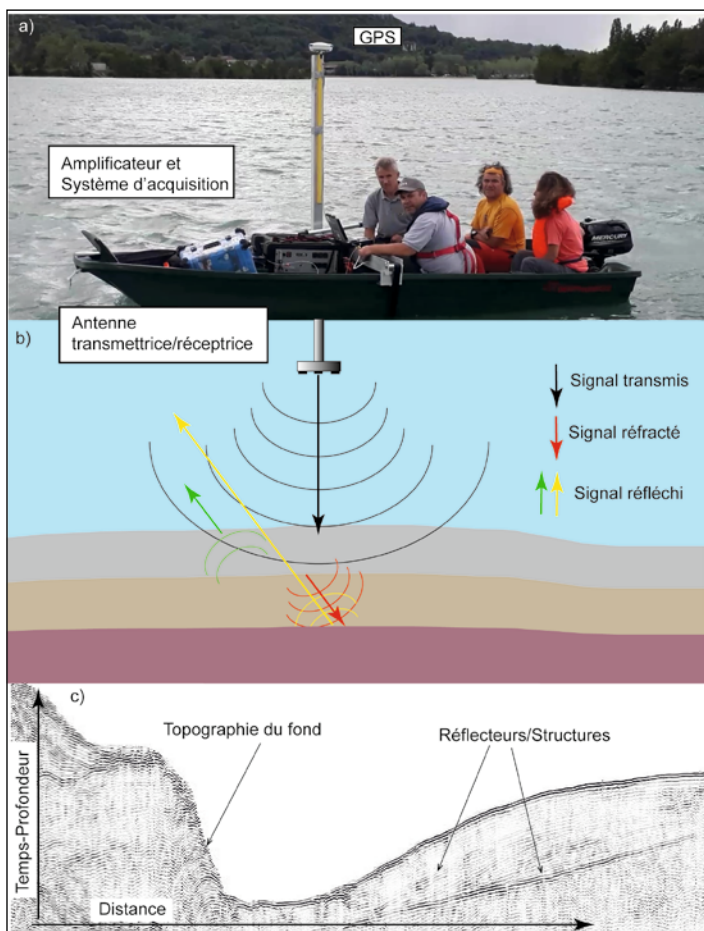 a)
GPS
Amplificateur et
Système d'acquisition
MERCURY
Antenne
transmettrice/réceptrice
b)
Signal transmis
Signal réfracté
Signal réfléchi
c)
Topographie du fond
Réflecteurs/Structures
Temps-Profondeur
Distance